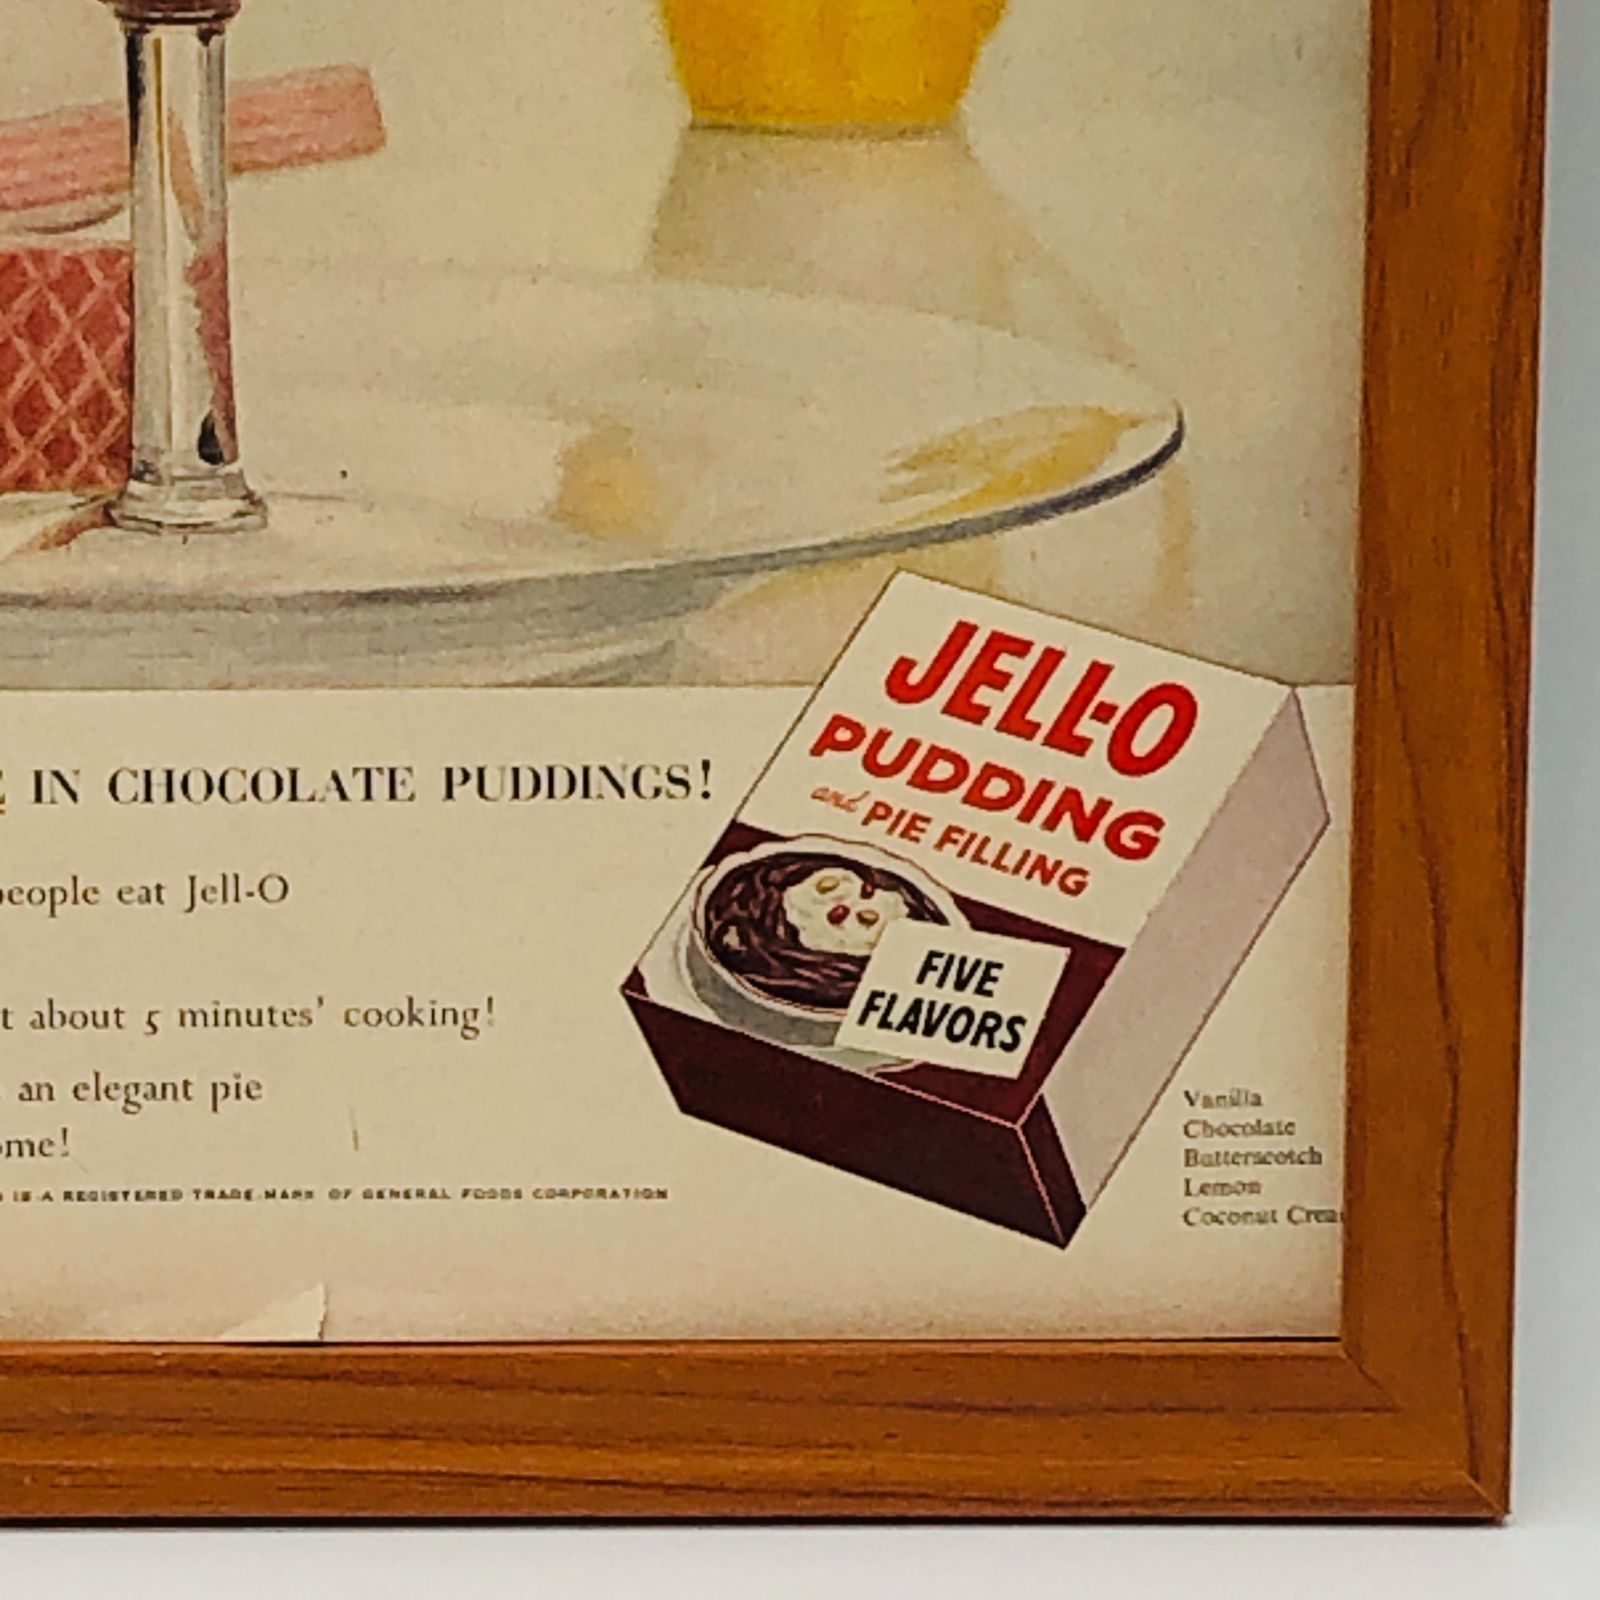 IN CHOCOLATE PUDDINGS!
people eat Jell-O
t about 5 minutes' cooking!
an elegant pie
ome!
IS A REGISTERED TRADE-MARK OF GENERAL FOODS CORPORATION
JELL-O
PUDDING
and PIE FILLING
FIVE
FLAVORS
Vanilla
Chocolate
Butterscotch
Lemon
Coconut Crea